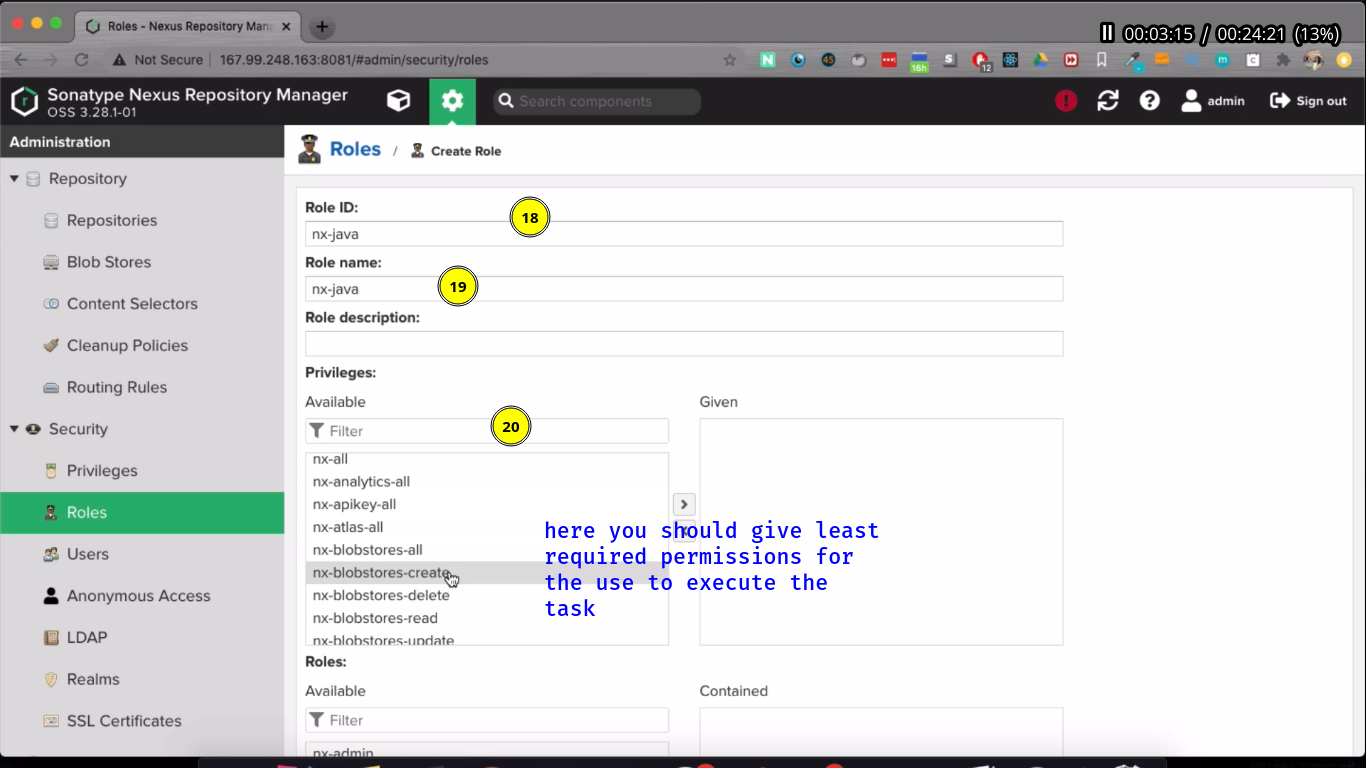 Roles - Nexus Repository Mana
00:03:15 / 00:24:21 (13%)
Not Secure
167.99.248.163:8081/#admin/security/roles
45
16h
S
12
Sonatype Nexus Repository Manager
OSS 3.28.1-01
Search components
admin
Sign out
Administration
Roles / Create Role
Repository
Repositories
Blob Stores
Content Selectors
Cleanup Policies
Routing Rules
Security
Privileges
Roles
Users
Anonymous Access
LDAP
Realms
SSL Certificates
Role ID:
18
nx-java
Role name:
19
nx-java
Role description:
Privileges:
Available
Given
Filter
20
nx-all
nx-analytics-all
nx-apikey-all
nx-atlas-all
nx-blobstores-all
nx-blobstores-create
nx-blobstores-delete
nx-blobstores-read
nx-blobstores-update
here you should give least
required permissions for
the use to execute the
task
Roles:
Available
Contained
Filter
nx-admin